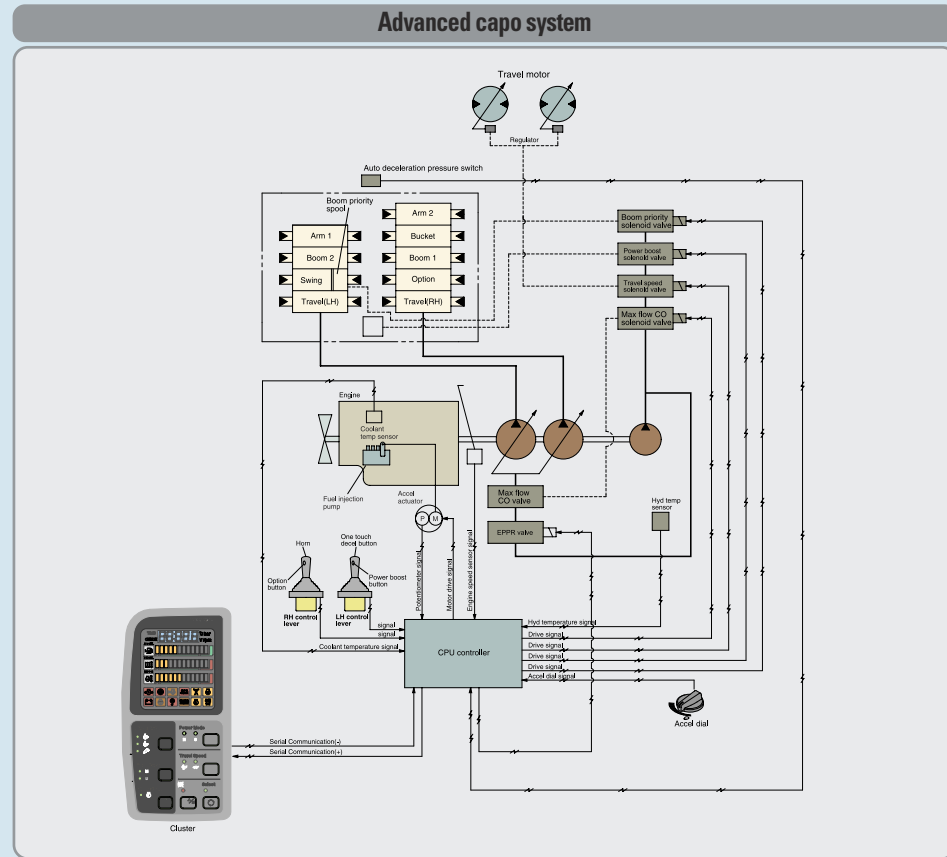 Advanced capo system
Travel motor
Regulator
Auto deceleration pressure switch
Boom priority
spool
Arm 1
Boom 2
Swing
Travel(LH)
Arm 2
Bucket
Boom 1
Option
Travel(RH)
Boom priority
solenoid valve
Power boost
solenoid valve
Travel speed
solenoid valve
Max flow CO
solenoid valve
Engine
Coolant
temp sensor
Fuel injection
pump
Accel
actuator
P
M
Max flow
CO valve
EPPR valve
Hyd temp
sensor
Horn
Option
button
RH control
lever
One touch
decel button
Power boost
button
LH control
lever
Potentiometer signal
Motor drive signal
Engine speed sensor signal
signal
signal
Coolant temperature signal
CPU controller
Hyd temperature signal
Drive signal
Drive signal
Drive signal
Drive signal
Accel dial signal
Accel dial
Serial Communication(-)
Serial Communication(+)
Power Mode
Travel Speed
Select
Cluster